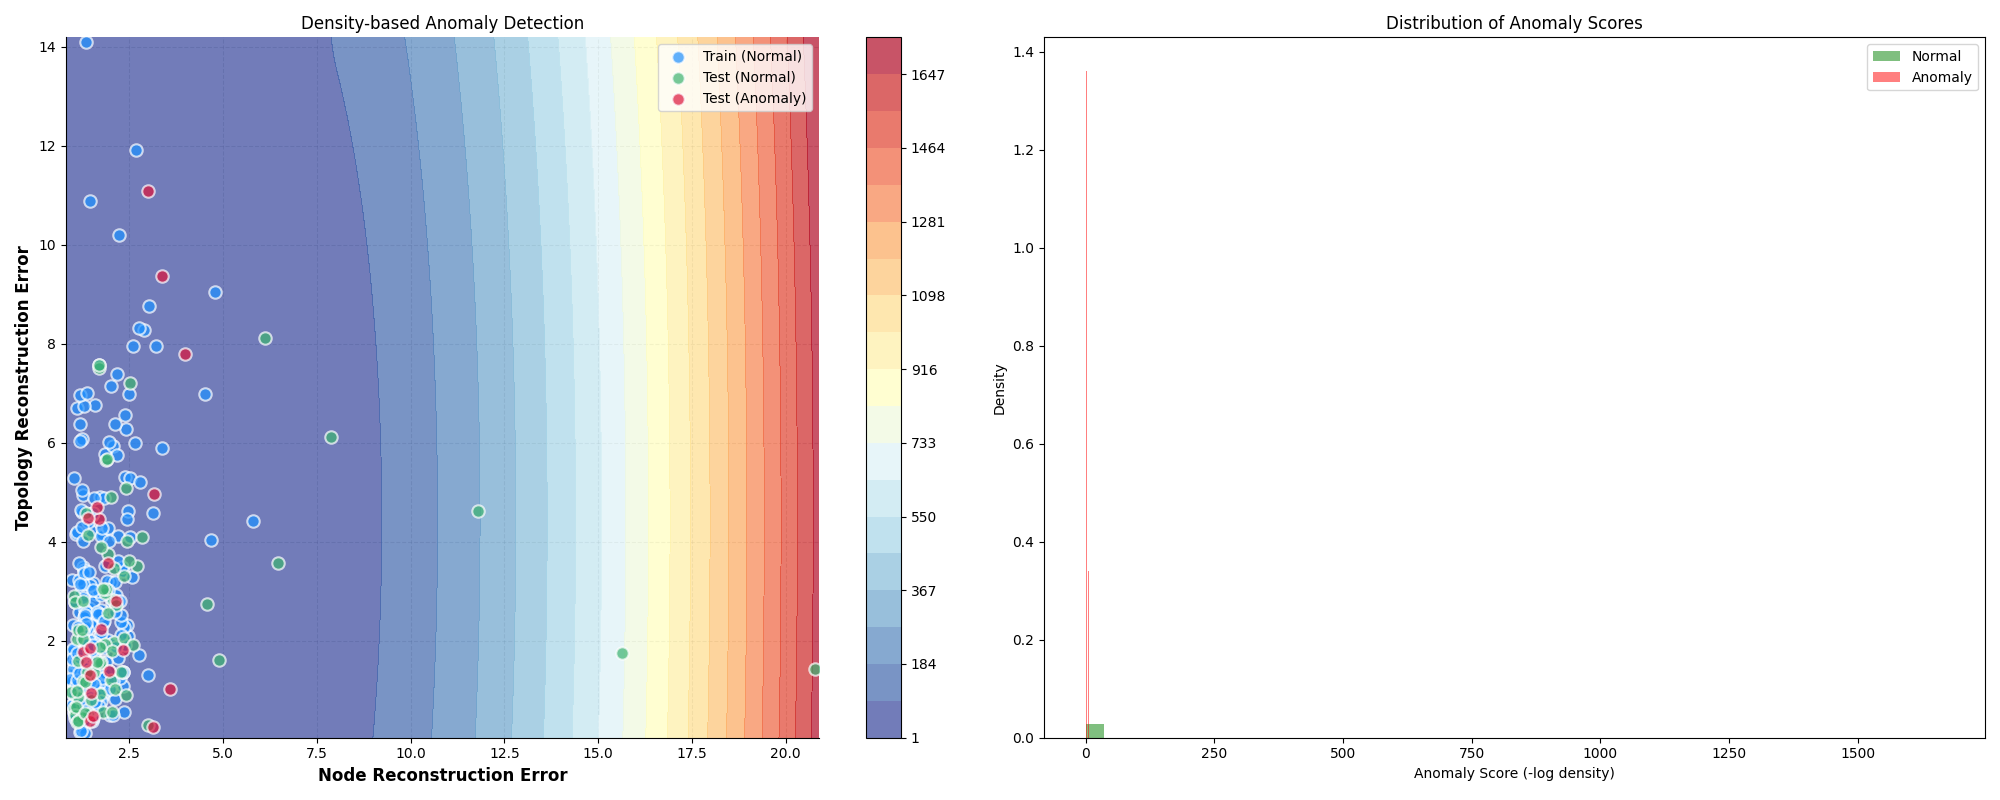 Density-based Anomaly Detection
Topology Reconstruction Error
14
12
10
8
6
4
2
2.5 5.0 7.5 10.0 12.5 15.0 17.5 20.0
Node Reconstruction Error
Train (Normal)
Test (Normal)
Test (Anomaly)
1647
1464
1281
1098
916
733
550
367
184
1
Distribution of Anomaly Scores
Density
1.4
1.2
1.0
0.8
0.6
0.4
0.2
0.0
0 250 500 750 1000 1250 1500
Anomaly Score (-log density)
Normal
Anomaly